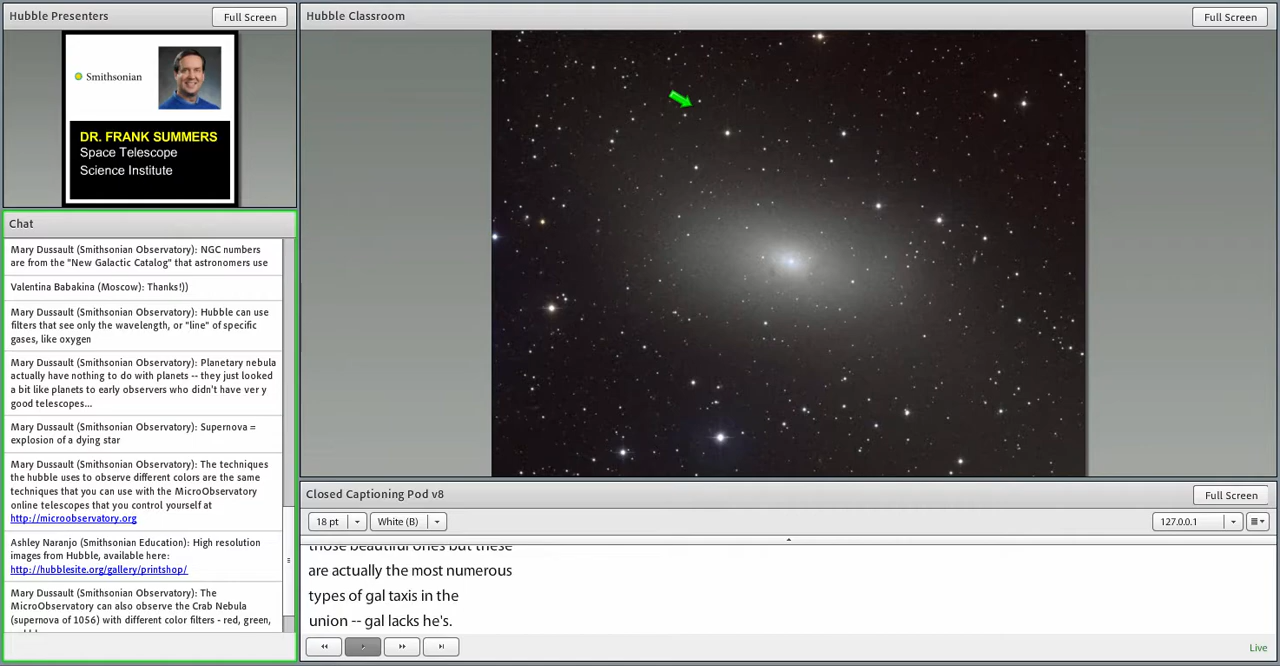 Hubble Presenters
Full Screen
Smithsonian
DR. FRANK SUMMERS
Space Telescope
Science Institute
Chat
Mary Dussault (Smithsonian Observatory): NGC numbers
are from the "New Galactic Catalog" that astronomers use
Valentina Babakina (Moscow): Thanks!))
Mary Dussault (Smithsonian Observatory): Hubble can use
filters that see only the wavelength, or "line" of specific
gases, like oxygen
Mary Dussault (Smithsonian Observatory): Planetary nebula
actually have nothing to do with planets -- they just looked
a bit like planets to early observers who didn't have ver y
good telescopes...
Mary Dussault (Smithsonian Observatory): Supernova =
explosion of a dying star
Mary Dussault (Smithsonian Observatory): The techniques
the hubble uses to observe different colors are the same
techniques that you can use with the MicroObservatory
online telescopes that you control yourself at
http://microobservatory.org
Ashley Naranjo (Smithsonian Education): High resolution
images from Hubble, available here:
http://hubblesite.org/gallery/printshop/
Mary Dussault (Smithsonian Observatory): The
MicroObservatory can also observe the Crab Nebula
(supernova of 1056) with different color filters - red, green,
Hubble Classroom
Full Screen
Closed Captioning Pod v8
Full Screen
18 pt
White (B)
127.0.0.1
those beautiful ones but these
are actually the most numerous
types of gal taxis in the
union -- gal lacks he's.
Live